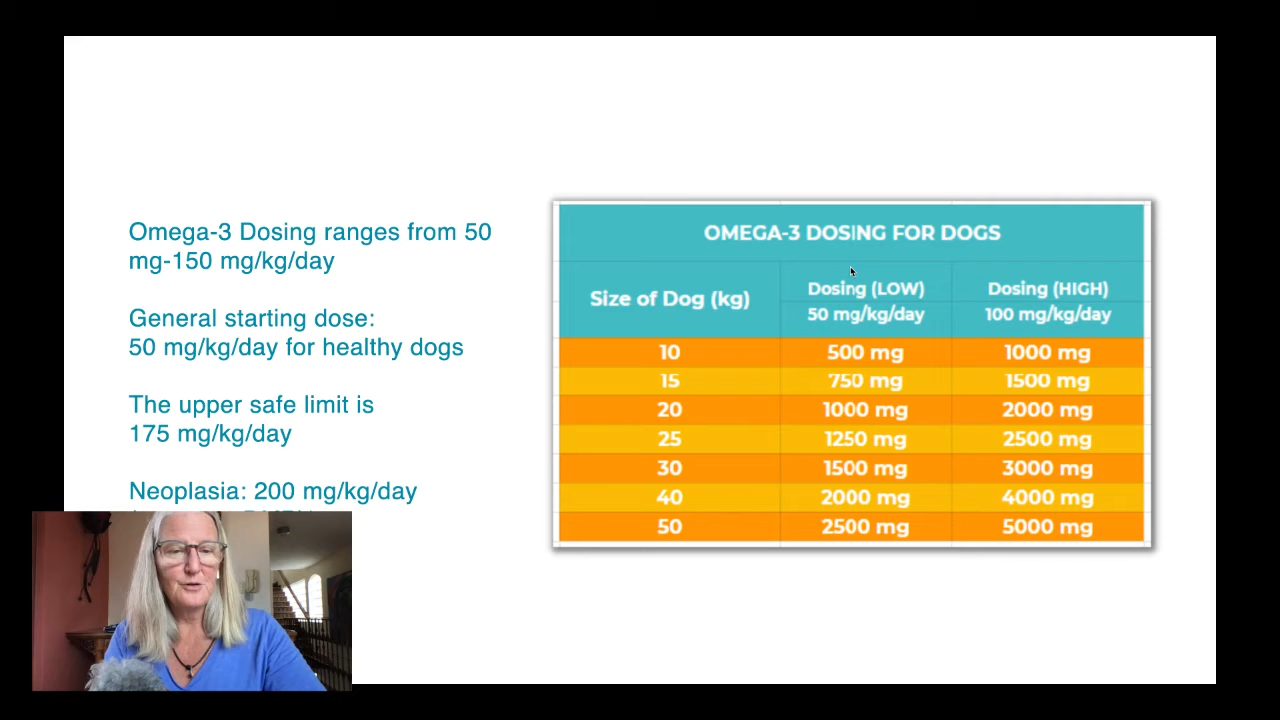 Omega-3 Dosing ranges from 50
mg-150 mg/kg/day
General starting dose:
50 mg/kg/day for healthy dogs
The upper safe limit is
175 mg/kg/day
Neoplasia: 200 mg/kg/day
OMEGA-3 DOSING FOR DOGS
Size of Dog (kg)
Dosing (LOW)
50 mg/kg/day
Dosing (HIGH)
100 mg/kg/day
10 500 mg 1000 mg
15 750 mg 1500 mg
20 1000 mg 2000 mg
25 1250 mg 2500 mg
30 1500 mg 3000 mg
40 2000 mg 4000 mg
50 2500 mg 5000 mg